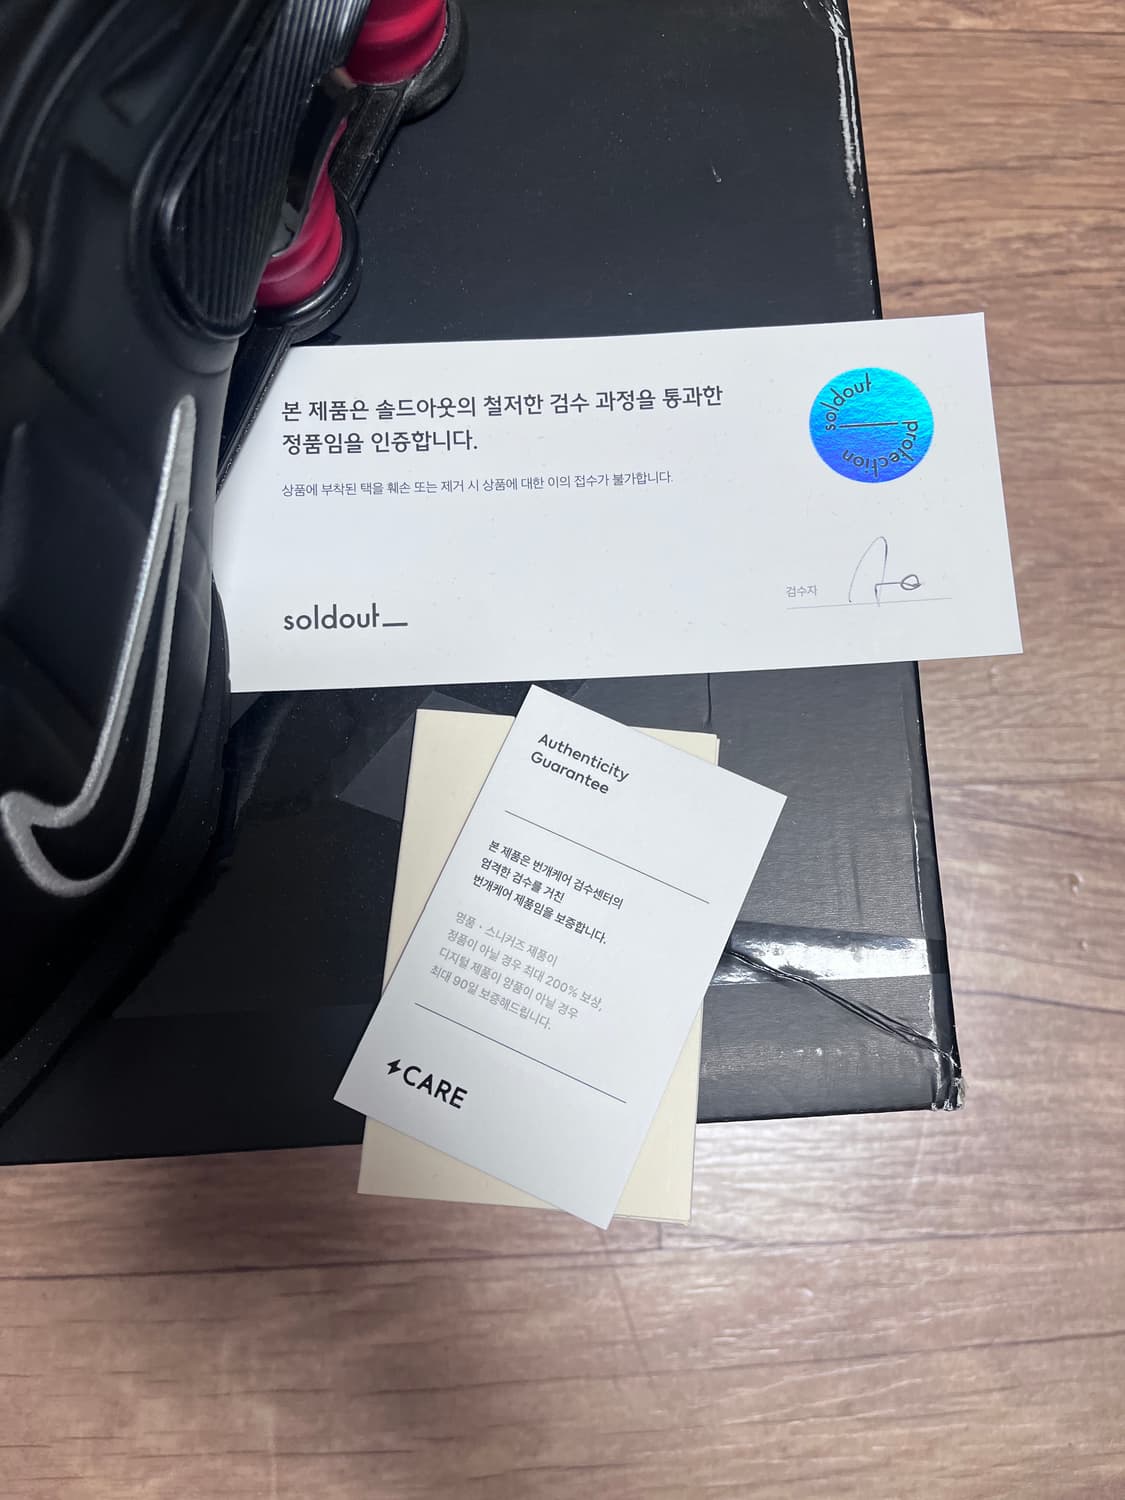 본 제품은 솔드아웃의 철저한 검수 과정을 통과한
정품임을 인증합니다.
상품에 부착된 택을 훼손 또는 제거 시 상품에 대한 이의 접수가 불가합니다.
soldout
protection
검수자
soldout_
Authenticity
Guarantee
본 제품은 번개케어 검수센터의
엄격한 검수를 거친
번개케어 제품임을 보증합니다.
명품・스니커즈 제품이
정품이 아닐 경우 최대 200% 보상,
디지털 제품이 양품이 아닐 경우
최대 90일 보증해드립니다.
CARE